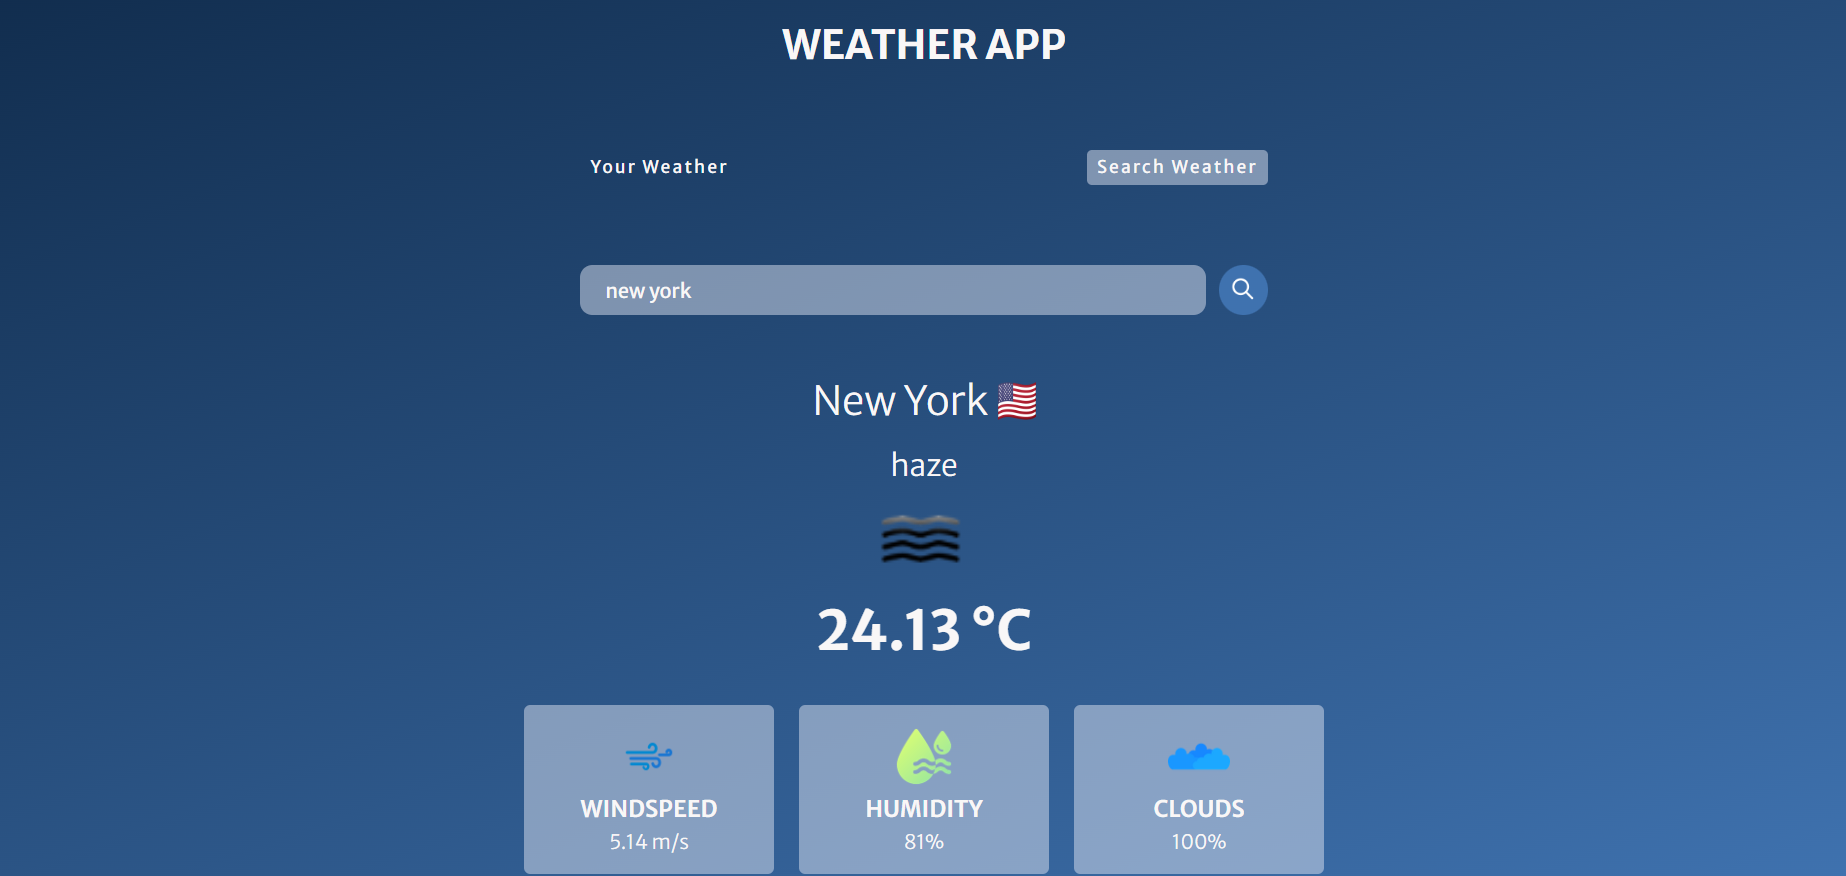 WEATHER APP
Your Weather
Search Weather
new york
New York
haze
24.13 °C
WINDSPEED
5.14 m/s
HUMIDITY
81%
CLOUDS
100%